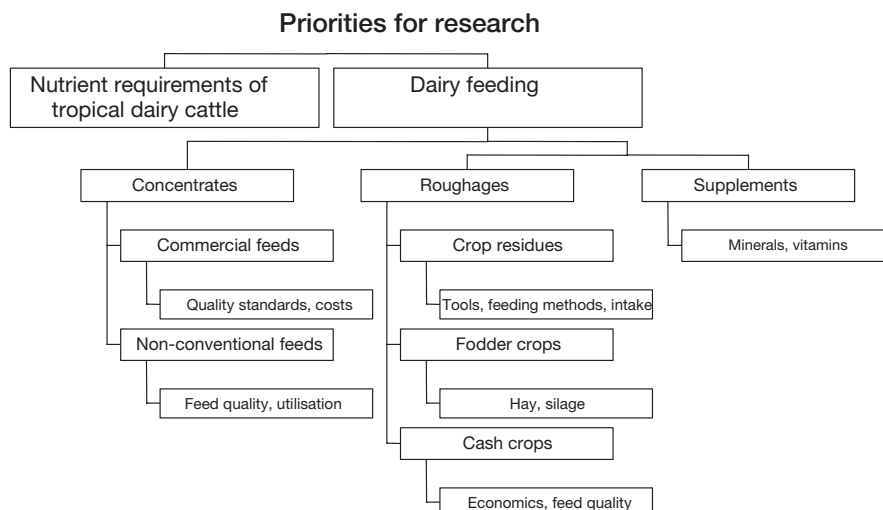 Priorities for research
Nutrient requirements of
tropical dairy cattle
Dairy feeding
Concentrates
Roughages
Supplements
Commercial feeds
Crop residues
Minerals, vitamins
Quality standards, costs
Tools, feeding methods, intake
Non-conventional feeds
Fodder crops
Feed quality, utilisation
Hay, silage
Cash crops
Economics, feed quality